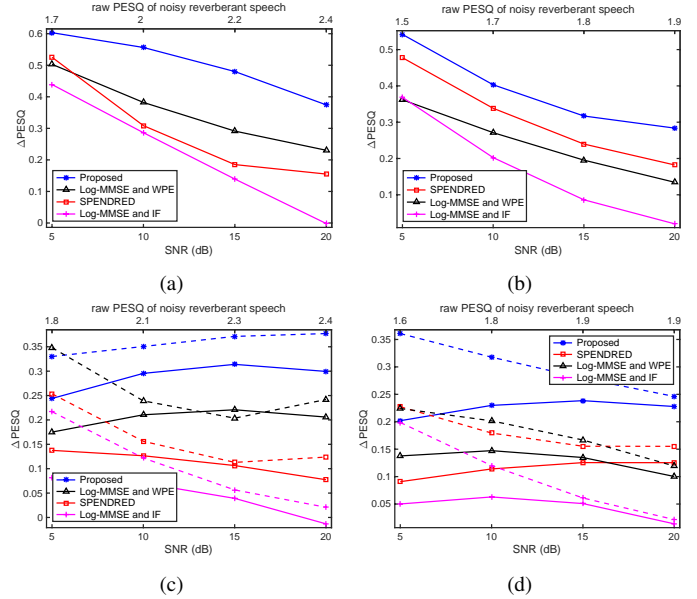 raw PESQ of noisy reverberant speech
1.7 2 2.2 2.4
0.6
0.5
0.4
0.3
0.2
0.1
0
ΔPESQ
Proposed
Log-MMSE and WPE
SPENDRED
Log-MMSE and IF
5 10 15 20
SNR (dB)
(a)
raw PESQ of noisy reverberant speech
1.5 1.7 1.8 1.9
0.5
0.4
0.3
0.2
0.1
ΔPESQ
Proposed
SPENDRED
Log-MMSE and WPE
Log-MMSE and IF
5 10 15 20
SNR (dB)
(b)
raw PESQ of noisy reverberant speech
1.8 2.1 2.3 2.4
0.35
0.3
0.25
0.2
0.15
0.1
0.05
0
ΔPESQ
Proposed
Log-MMSE and WPE
SPENDRED
Log-MMSE and IF
5 10 15 20
SNR (dB)
(c)
raw PESQ of noisy reverberant speech
1.6 1.8 1.9 1.9
0.35
0.3
0.25
0.2
0.15
0.1
0.05
ΔPESQ
Proposed
SPENDRED
Log-MMSE and WPE
Log-MMSE and IF
5 10 15 20
SNR (dB)
(d)